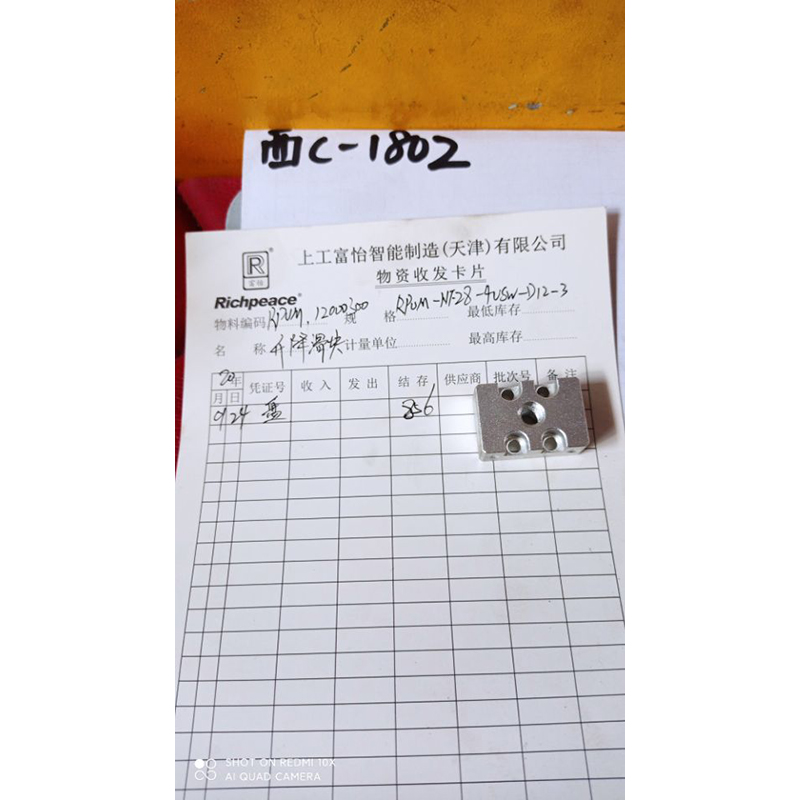 西C-1802
R
富怡
Richpeace®
上工富怡智能制造(天津)有限公司
物资收发卡片
物料编码 RPUM.12000300 规格 RPUM-NF28-4USW-D12-3 最低库存
名称 升降滑块 计量单位 最高库存
20年 凭证号 收入 发出 结存 供应商 批次号 备注
月 日
9 24 盘 856
SHOT ON REDMI 10X
AI QUAD CAMERA